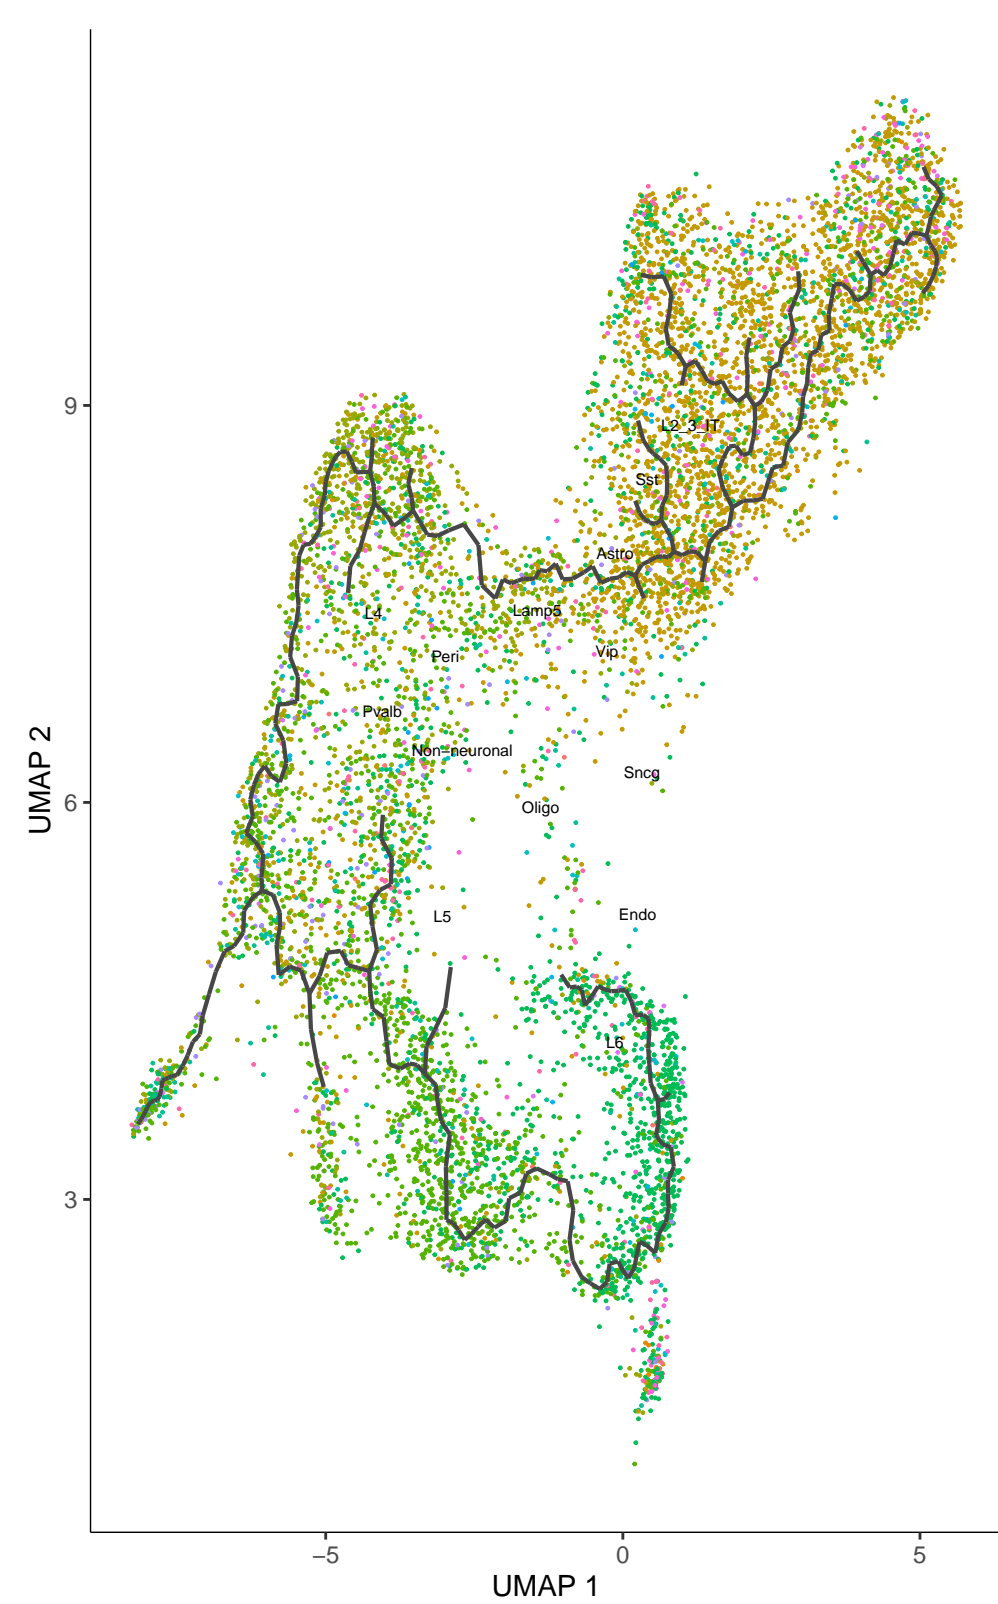 9
L2_3_IT
Sst
Astro
L4
Lamp5
Peri
Vip
Pvalb
Non−neuronal
Sncg
UMAP 2
6
Oligo
L5
Endo
L6
3
−5
0
5
UMAP 1